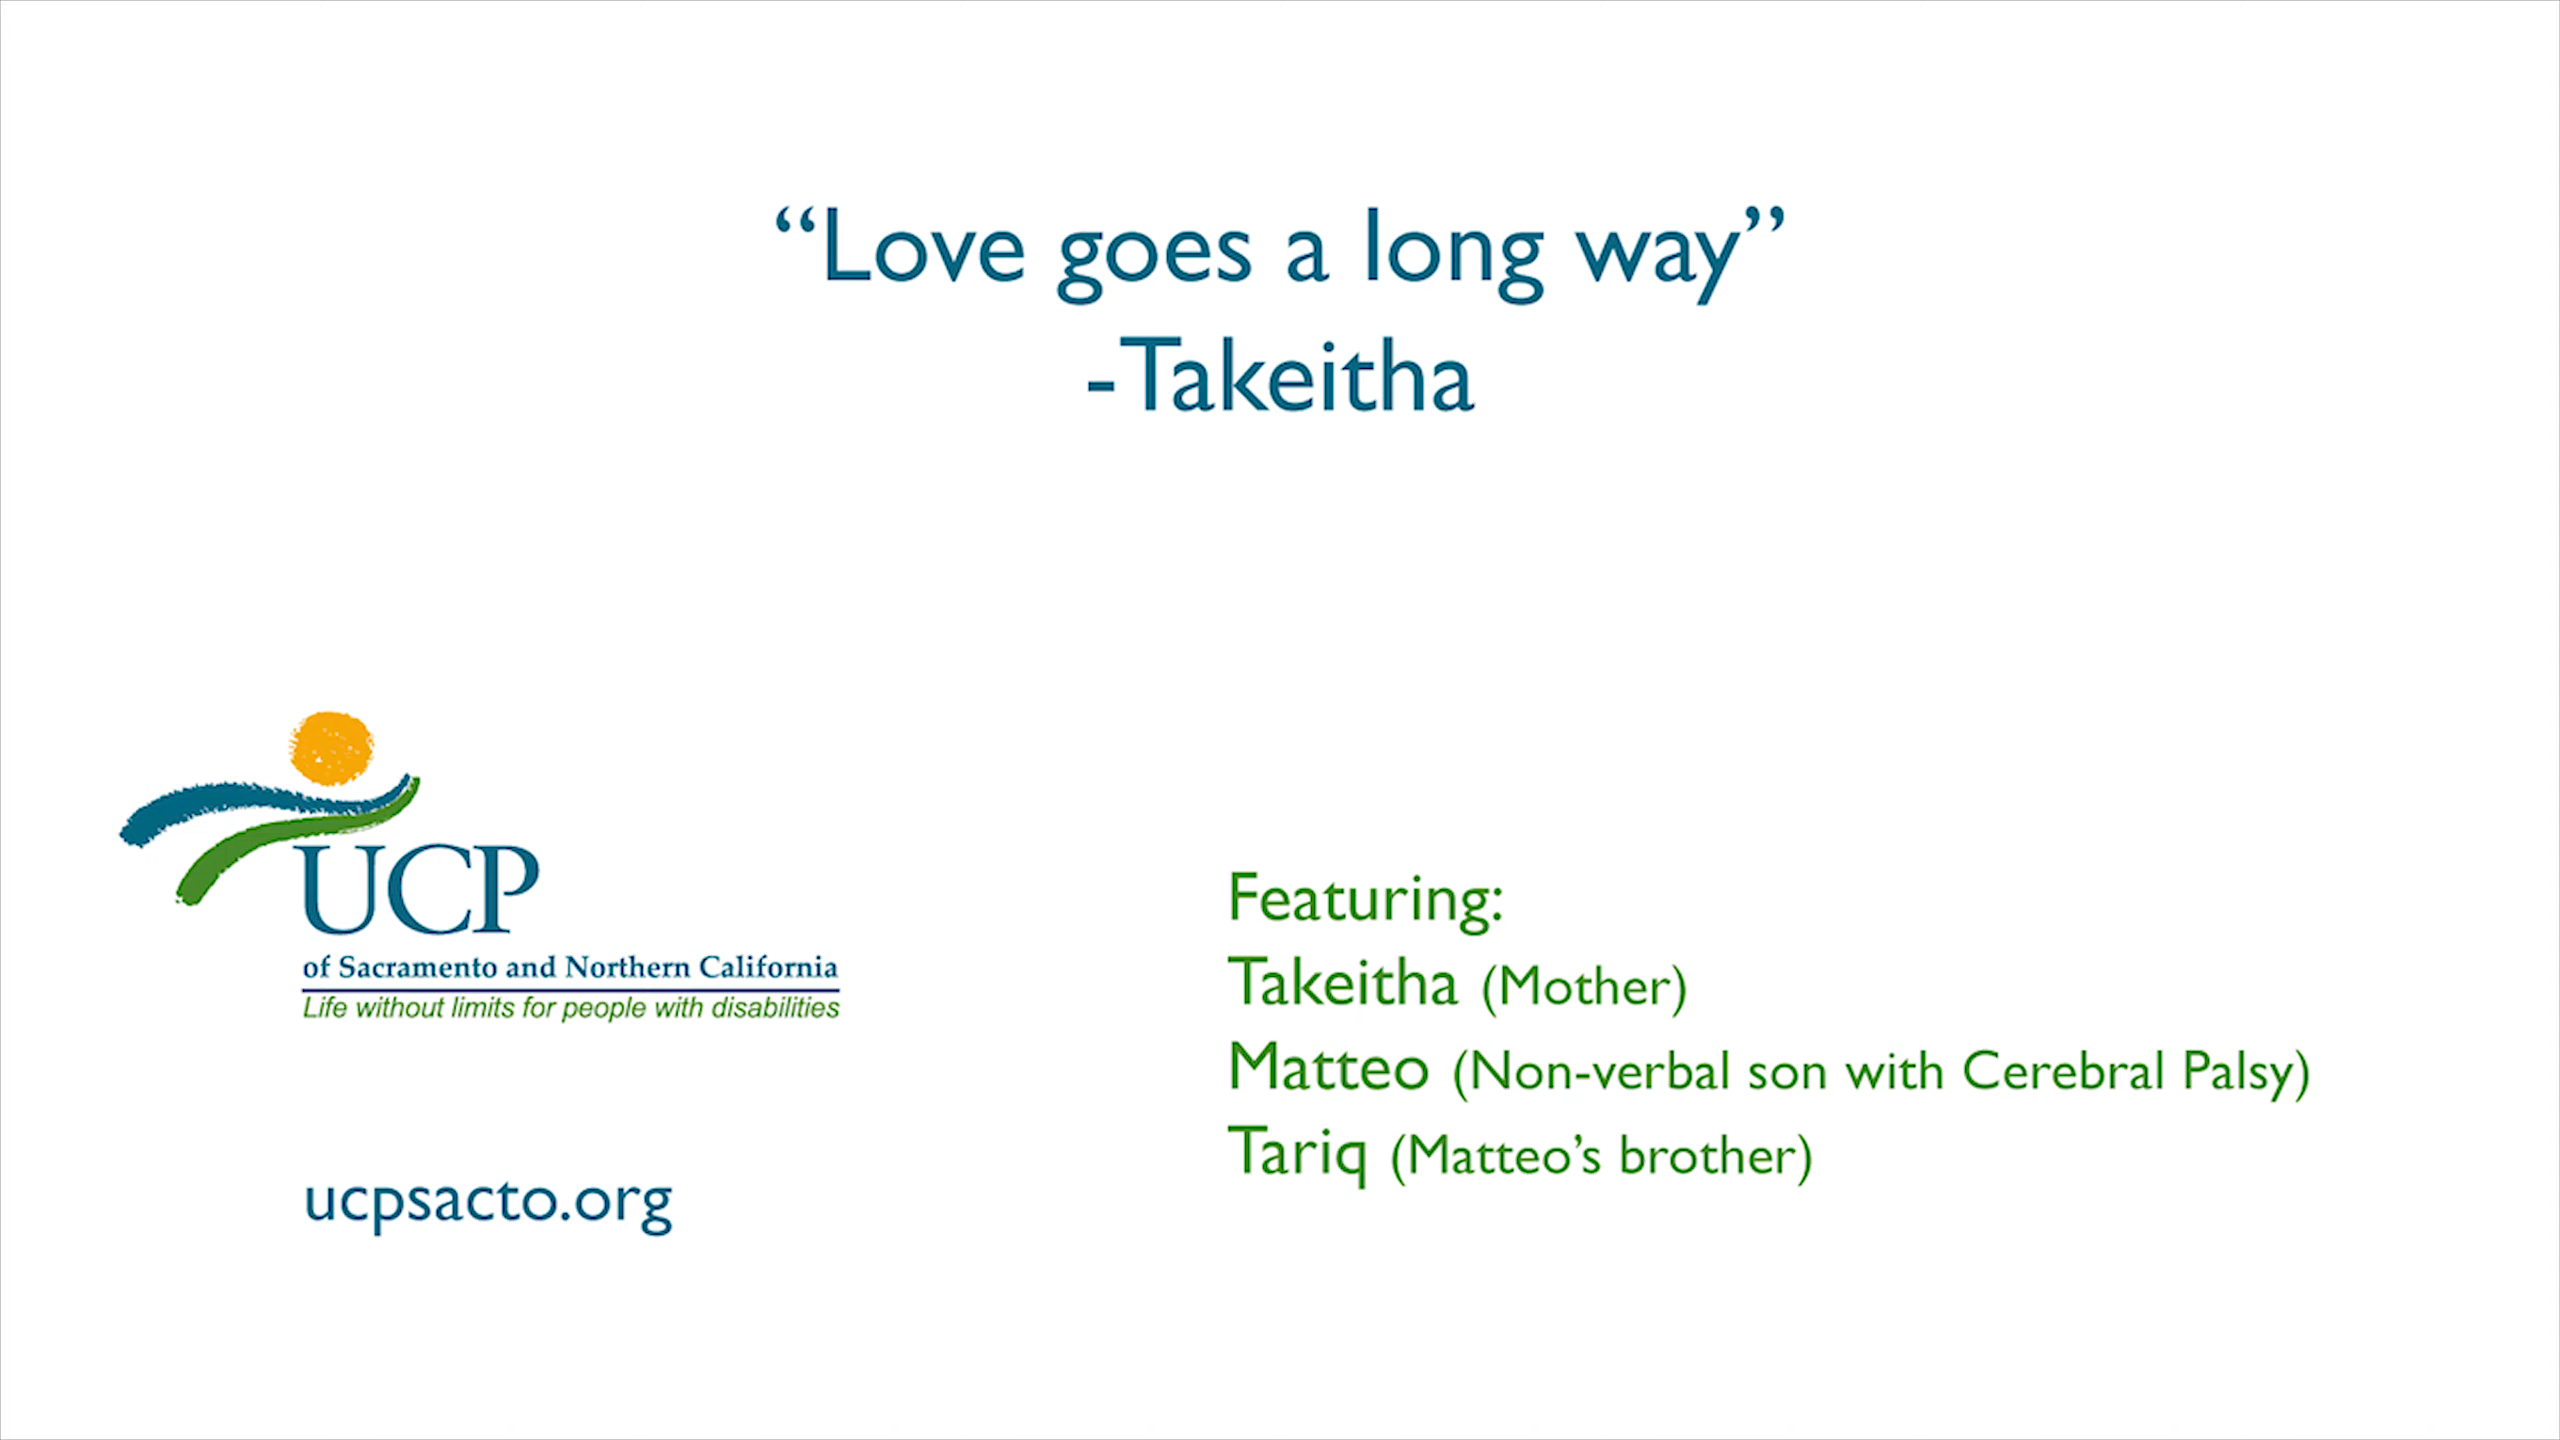 “Love goes a long way”
-Takeitha
UCP
of Sacramento and Northern California
Life without limits for people with disabilities
ucpsacto.org
Featuring:
Takeitha (Mother)
Matteo (Non-verbal son with Cerebral Palsy)
Tariq (Matteo’s brother)